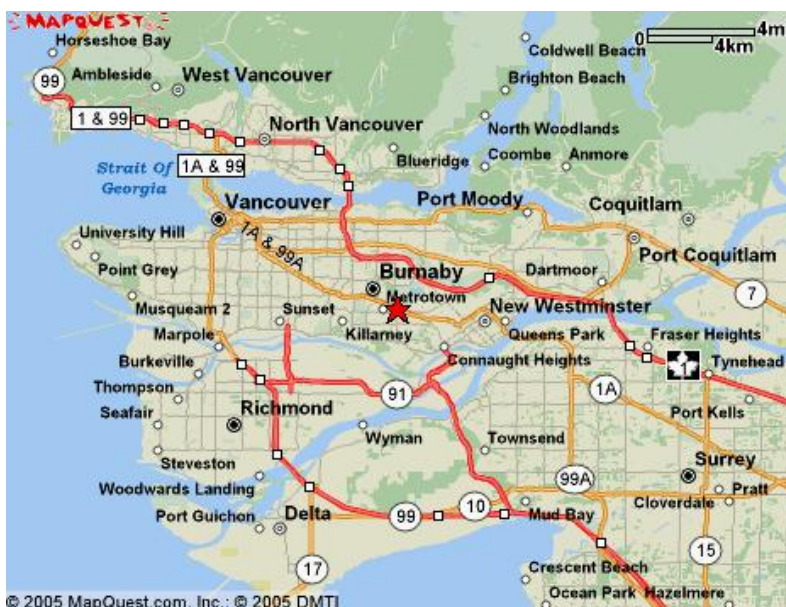 MAPQUEST
Horseshoe Bay
0
4m
4km
Coldwell Beach
Ambleside
West Vancouver
99
Brighton Beach
1 & 99
North Vancouver
North Woodlands
Blueridge
Coombe
Anmore
Strait Of
Georgia
1A & 99
Vancouver
Port Moody
Coquitlam
University Hill
1A & 99A
Port Coquitlam
Point Grey
Burnaby
Dartmoor
Metrotown
7
Musqueam 2
Sunset
New Westminster
Marpole
Killarney
Queens Park
Fraser Heights
Burkeville
Connaught Heights
1
Tynehead
Thompson
91
1A
Seafair
Richmond
Port Kells
Wyman
Townsend
Steveston
Surrey
Woodwards Landing
99A
Pratt
10
Cloverdale
Port Guichon
Delta
99
Mud Bay
15
17
Crescent Beach
Ocean Park
Hazelmere
© 2005 MapQuest.com, Inc.; © 2005 DMTI